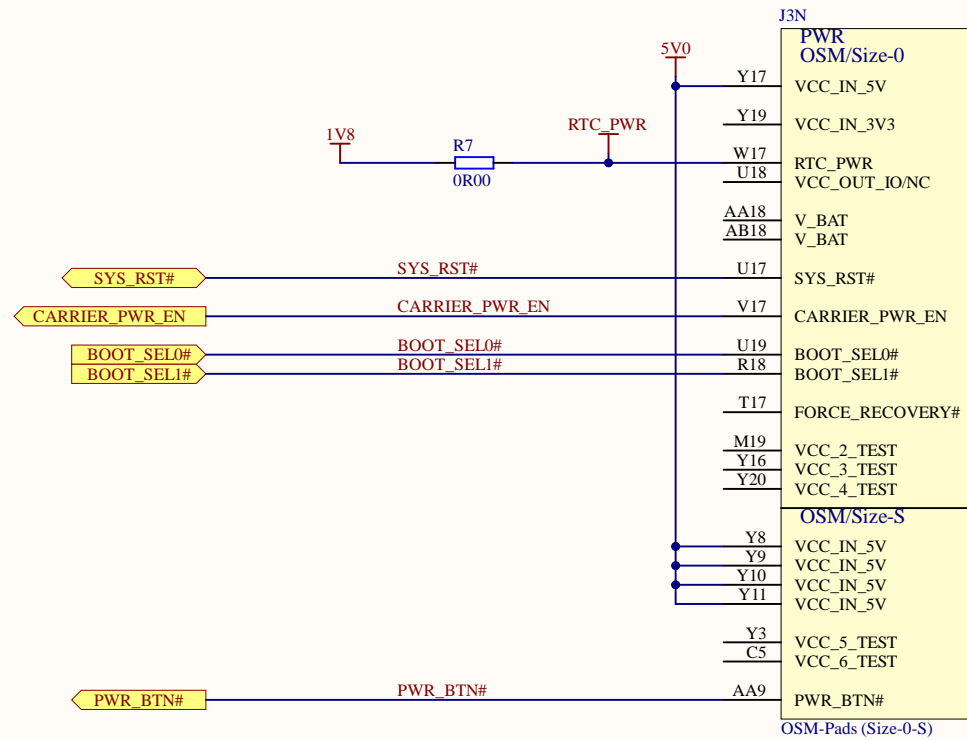 J3N
PWR
OSM/Size-0
5V0
Y17 VCC_IN_5V
Y19 VCC_IN_3V3
1V8
RTC_PWR
R7
0R00
W17 RTC_PWR
U18 VCC_OUT_IO/NC
AA18 V_BAT
AB18 V_BAT
SYS_RST# SYS_RST# U17 SYS_RST#
CARRIER_PWR_EN CARRIER_PWR_EN V17 CARRIER_PWR_EN
BOOT_SEL0# BOOT_SEL0# U19 BOOT_SEL0#
BOOT_SEL1# BOOT_SEL1# R18 BOOT_SEL1#
T17 FORCE_RECOVERY#
M19 VCC_2_TEST
Y16 VCC_3_TEST
Y20 VCC_4_TEST
OSM/Size-S
Y8 VCC_IN_5V
Y9 VCC_IN_5V
Y10 VCC_IN_5V
Y11 VCC_IN_5V
Y3 VCC_5_TEST
C5 VCC_6_TEST
PWR_BTN# PWR_BTN# AA9 PWR_BTN#
OSM-Pads (Size-0-S)